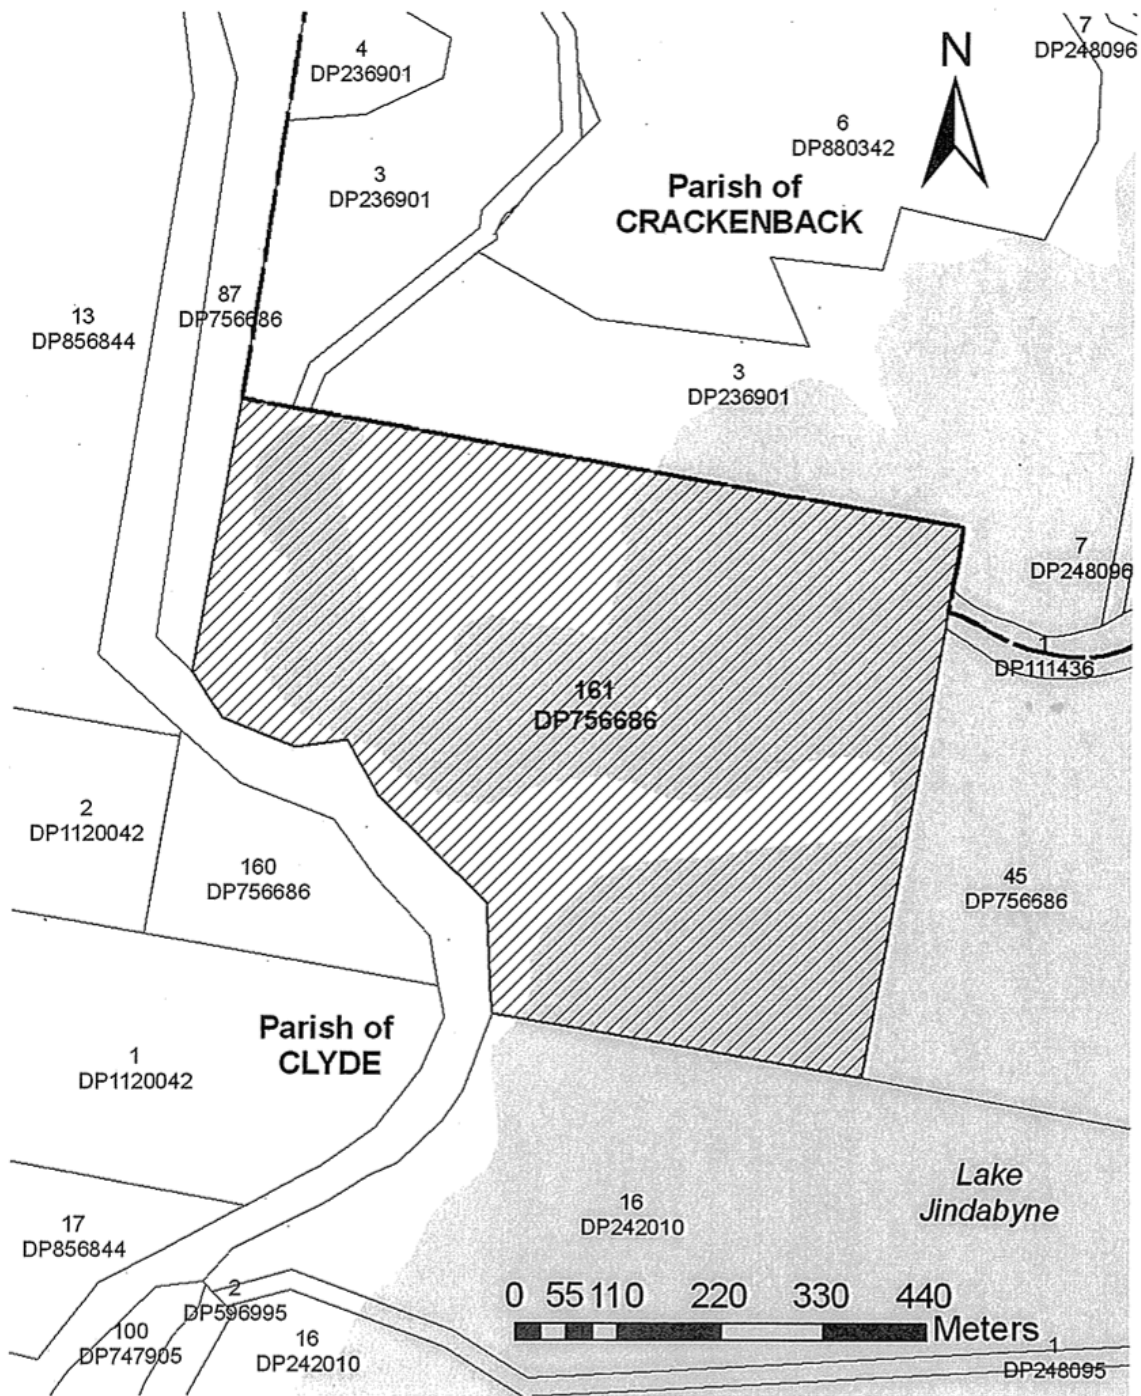 4
DP236901
7
DP248096
N
6
DP880342
3
DP236901
Parish of
CRACKENBACK
87
DP756686
13
DP856844
3
DP236901
7
DP248096
1
DP111436
161
DP756686
2
DP1120042
160
DP756686
45
DP756686
Parish of
CLYDE
1
DP1120042
Lake
Jindabyne
16
DP242010
17
DP856844
2
DP596995
100
DP747905
16
DP242010
0 55 110 220 330 440
Meters
1
DP248095